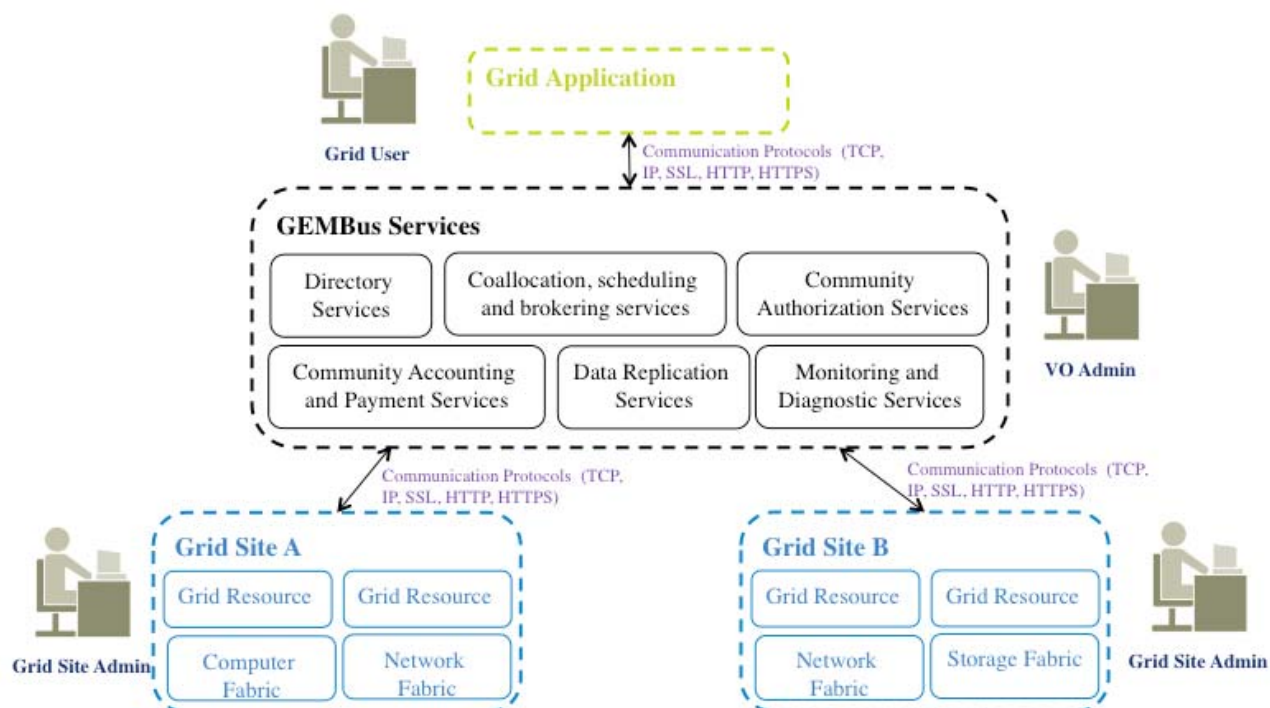 Grid Application
Grid User
Communication Protocols (TCP,
IP, SSL, HTTP, HTTPS)
GEMBus Services
Directory
Services
Coallocation, scheduling
and brokering services
Community
Authorization Services
Community Accounting
and Payment Services
Data Replication
Services
Monitoring and
Diagnostic Services
VO Admin
Communication Protocols (TCP,
IP, SSL, HTTP, HTTPS)
Communication Protocols (TCP,
IP, SSL, HTTP, HTTPS)
Grid Site A
Grid Resource
Grid Resource
Computer
Fabric
Network
Fabric
Grid Site Admin
Grid Site B
Grid Resource
Grid Resource
Network
Fabric
Storage Fabric
Grid Site Admin